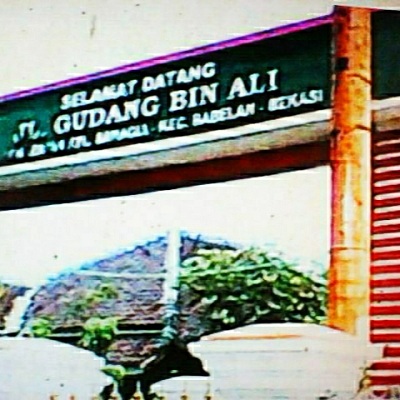 SELAMAT DATANG
JL. GUDANG BIN ALI
KEC. BABELAN - BEKASI